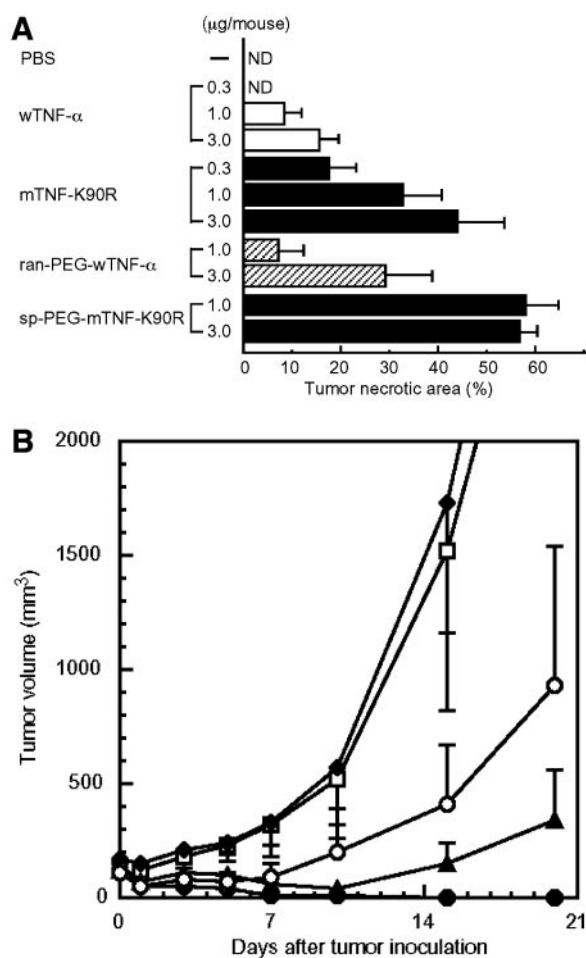 A
(μg/mouse)
PBS — ND
0.3 ND
wTNF-α 1.0
3.0
0.3
mTNF-K90R 1.0
3.0
ran-PEG-wTNF-α 1.0
3.0
sp-PEG-mTNF-K90R 1.0
3.0
0 10 20 30 40 50 60
Tumor necrotic area (%)
B
2000
1500
1000
500
0
Tumor volume (mm³)
0 7 14 21
Days after tumor inoculation